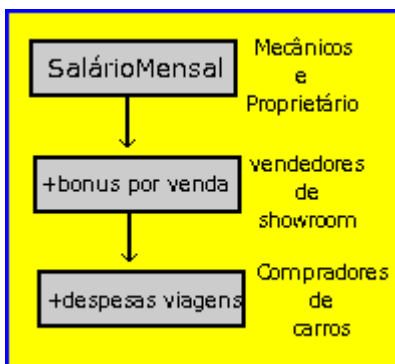 SalárioMensal
Mecânicos
e
Proprietário
+bonus por venda
vendedores
de
showroom
+despesas viagens
Compradores
de
carros